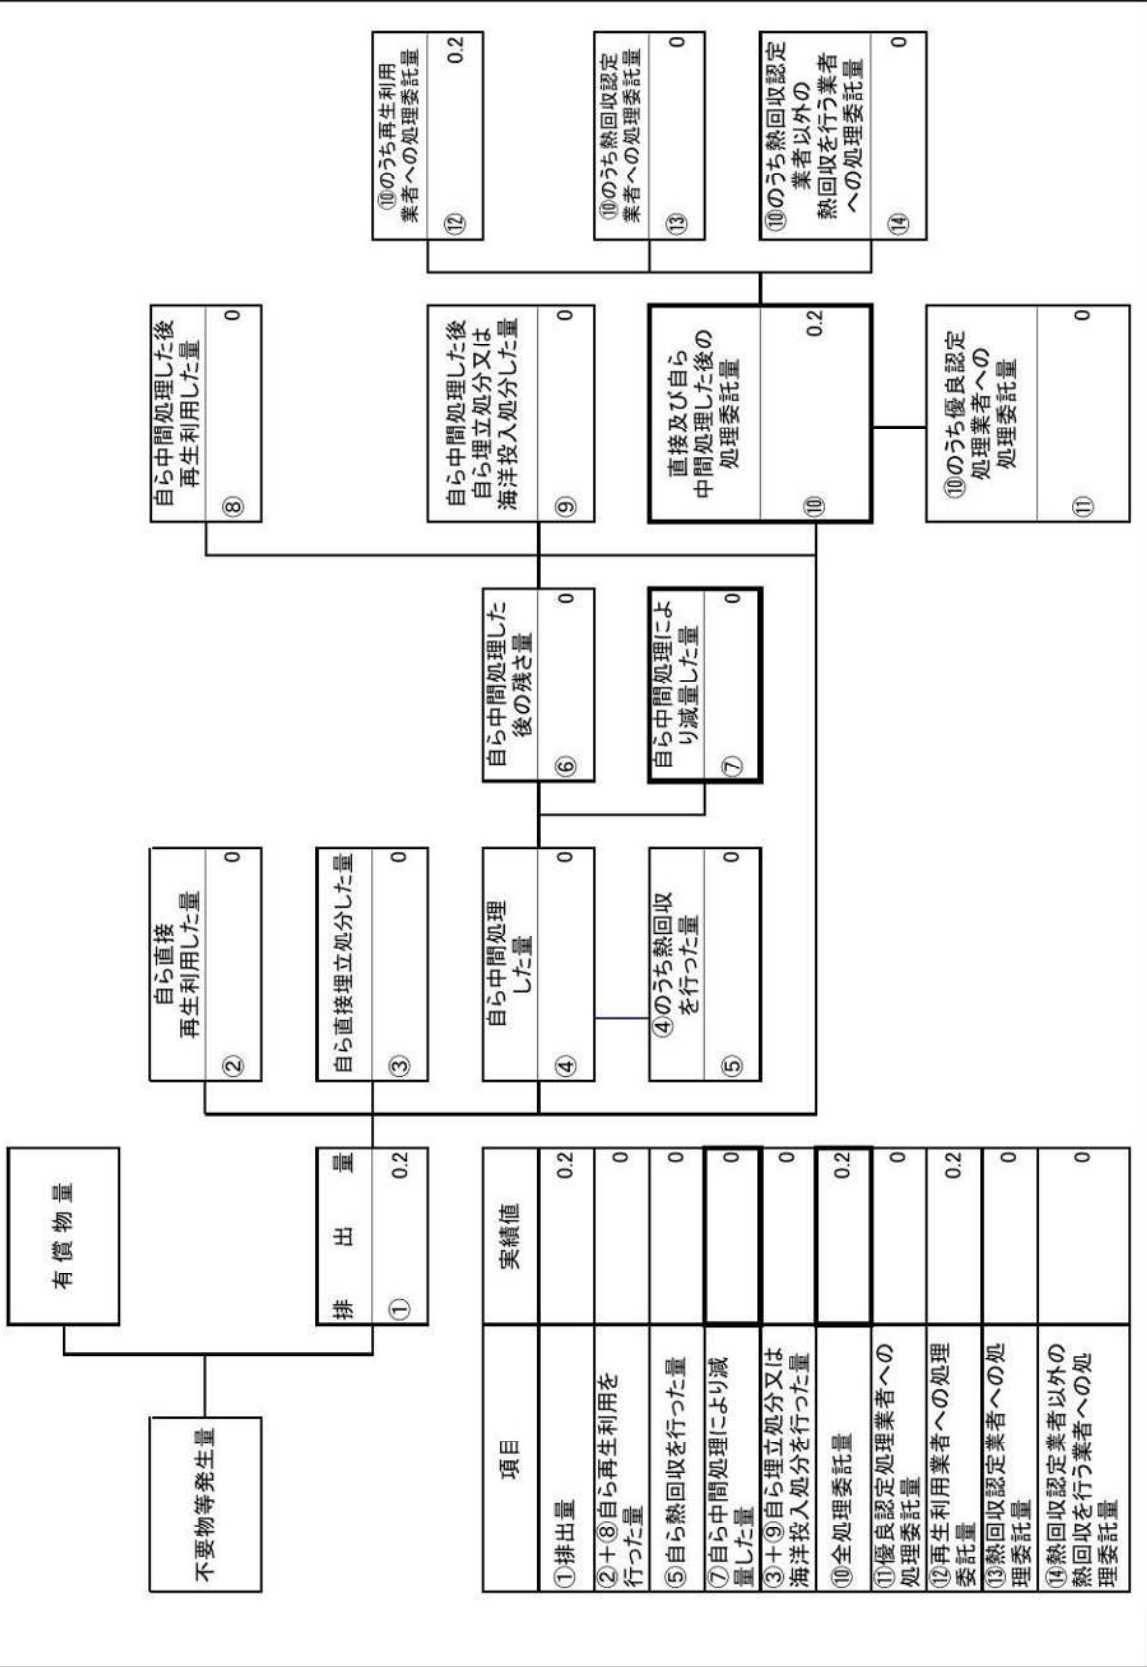 不要物等発生量
有 償 物 量
排 出 量
① 0.2
自ら直接
再生利用した量
② 0
自ら直接埋立処分した量
③ 0
自ら中間処理
した量
④ 0
④のうち熱回収
を行った量
⑤ 0
自ら中間処理した
後の残さ量
⑥ 0
自ら中間処理によ
り減量した量
⑦ 0
自ら中間処理した後
再生利用した量
⑧ 0
自ら中間処理した後
自ら埋立処分又は
海洋投入処分した量
⑨ 0
直接及び自ら
中間処理した後の
処理委託量
⑩ 0.2
⑩のうち優良認定
処理業者への
処理委託量
⑪ 0
⑩のうち再生利用
業者への処理委託量
⑫ 0.2
⑩のうち熱回収認定
業者への処理委託量
⑬ 0
⑩のうち熱回収認定
業者以外の
熱回収を行う業者
への処理委託量
⑭ 0
項目 実績値
①排出量 0.2
②＋⑧自ら再生利用を
行った量 0
⑤自ら熱回収を行った量 0
⑦自ら中間処理により減
量した量 0
③＋⑨自ら埋立処分又は
海洋投入処分を行った量 0
⑩全処理委託量 0.2
⑪優良認定処理業者への
処理委託量 0
⑫再生利用業者への処理
委託量 0.2
⑬熱回収認定業者への処
理委託量 0
⑭熱回収認定業者以外の
熱回収を行う業者への処
理委託量 0